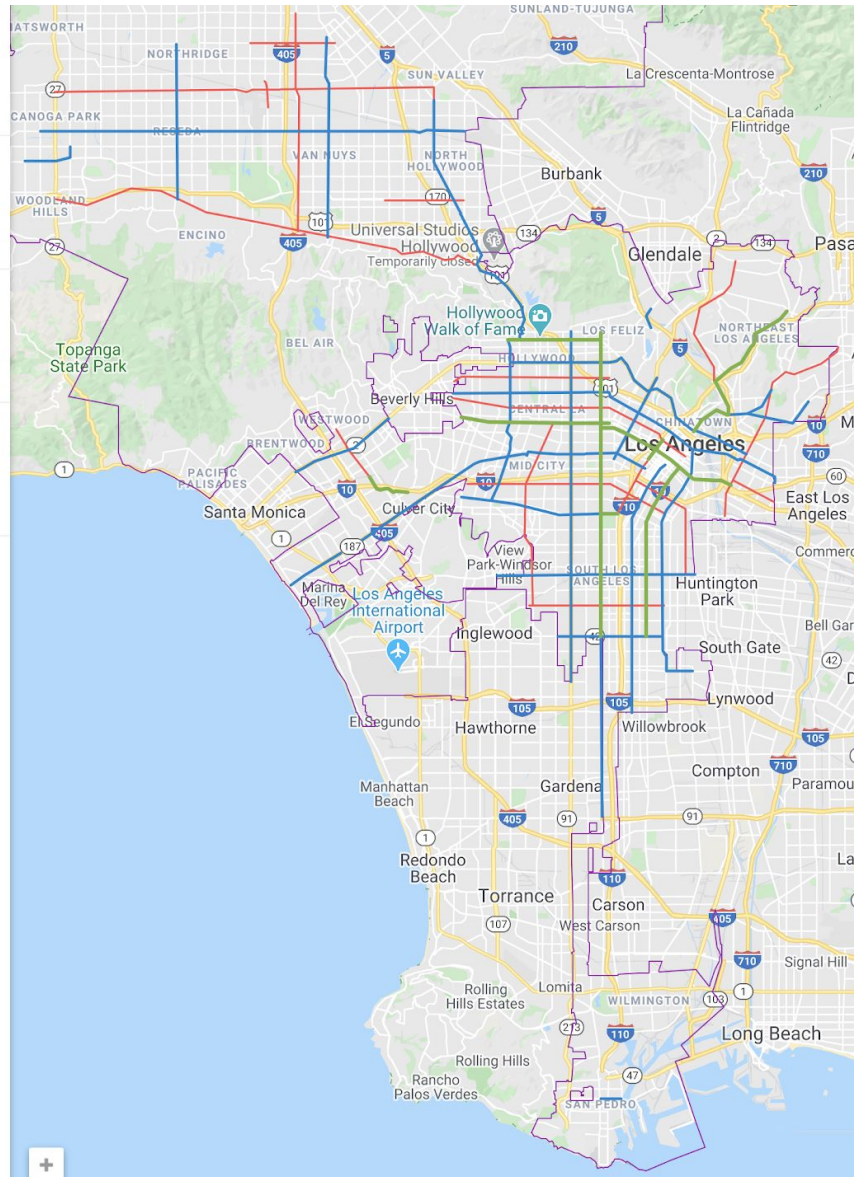 SUNLAND-TUJUNGA
NORTHRIDGE
405
5
210
SUN VALLEY
La Crescenta-Montrose
27
CANOGA PARK
La Cañada
Flintridge
RESEDA
VAN NUYS
NORTH
HOLLYWOOD
Burbank
210
WOODLAND
HILLS
170
101
5
ENCINO
405
Universal Studios
Hollywood
Temporarily closed
134
2
134
27
101
Glendale
Hollywood
Walk of Fame
LOS FELIZ
NORTHEAST
LOS ANGELES
BEL AIR
5
Topanga
State Park
HOLLYWOOD
101
Beverly Hills
CENTRAL LA
WESTWOOD
CHINATOWN
10
BRENTWOOD
2
Los Angeles
710
1
PACIFIC
PALISADES
MID CITY
60
10
10
Santa Monica
Culver City
110
East Los
Angeles
1
405
187
View
Park-Windsor
Hills
SOUTH LOS
ANGELES
Marina
Del Rey
Huntington
Park
Los Angeles
International
Airport
Inglewood
42
South Gate
42
El Segundo
105
105
Lynwood
Hawthorne
Willowbrook
105
710
Compton
Manhattan
Beach
Gardena
405
91
91
1
Redondo
Beach
110
Torrance
Carson
405
107
West Carson
710
Signal Hill
Lomita
Rolling
Hills Estates
WILMINGTON
103
1
213
110
Long Beach
Rolling Hills
47
Rancho
Palos Verdes
SAN PEDRO
+